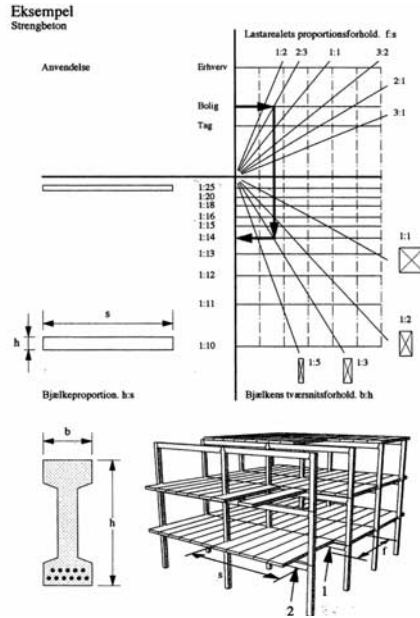 Eksempel
Strengbeton
Lastarealets proportionsforhold. f:s
1:2 2:3 1:1 3:2
2:1
3:1
Anvendelse
Erhverv
Bolig
Tag
1:25
1:20
1:18
1:16
1:15
1:14
1:13
1:12
1:11
1:10
1:1
1:2
1:5 1:3
s
h
Bjælkeproportion. h:s
Bjælkens tværsnitsforhold. b:h
b
h
s
f
1
2